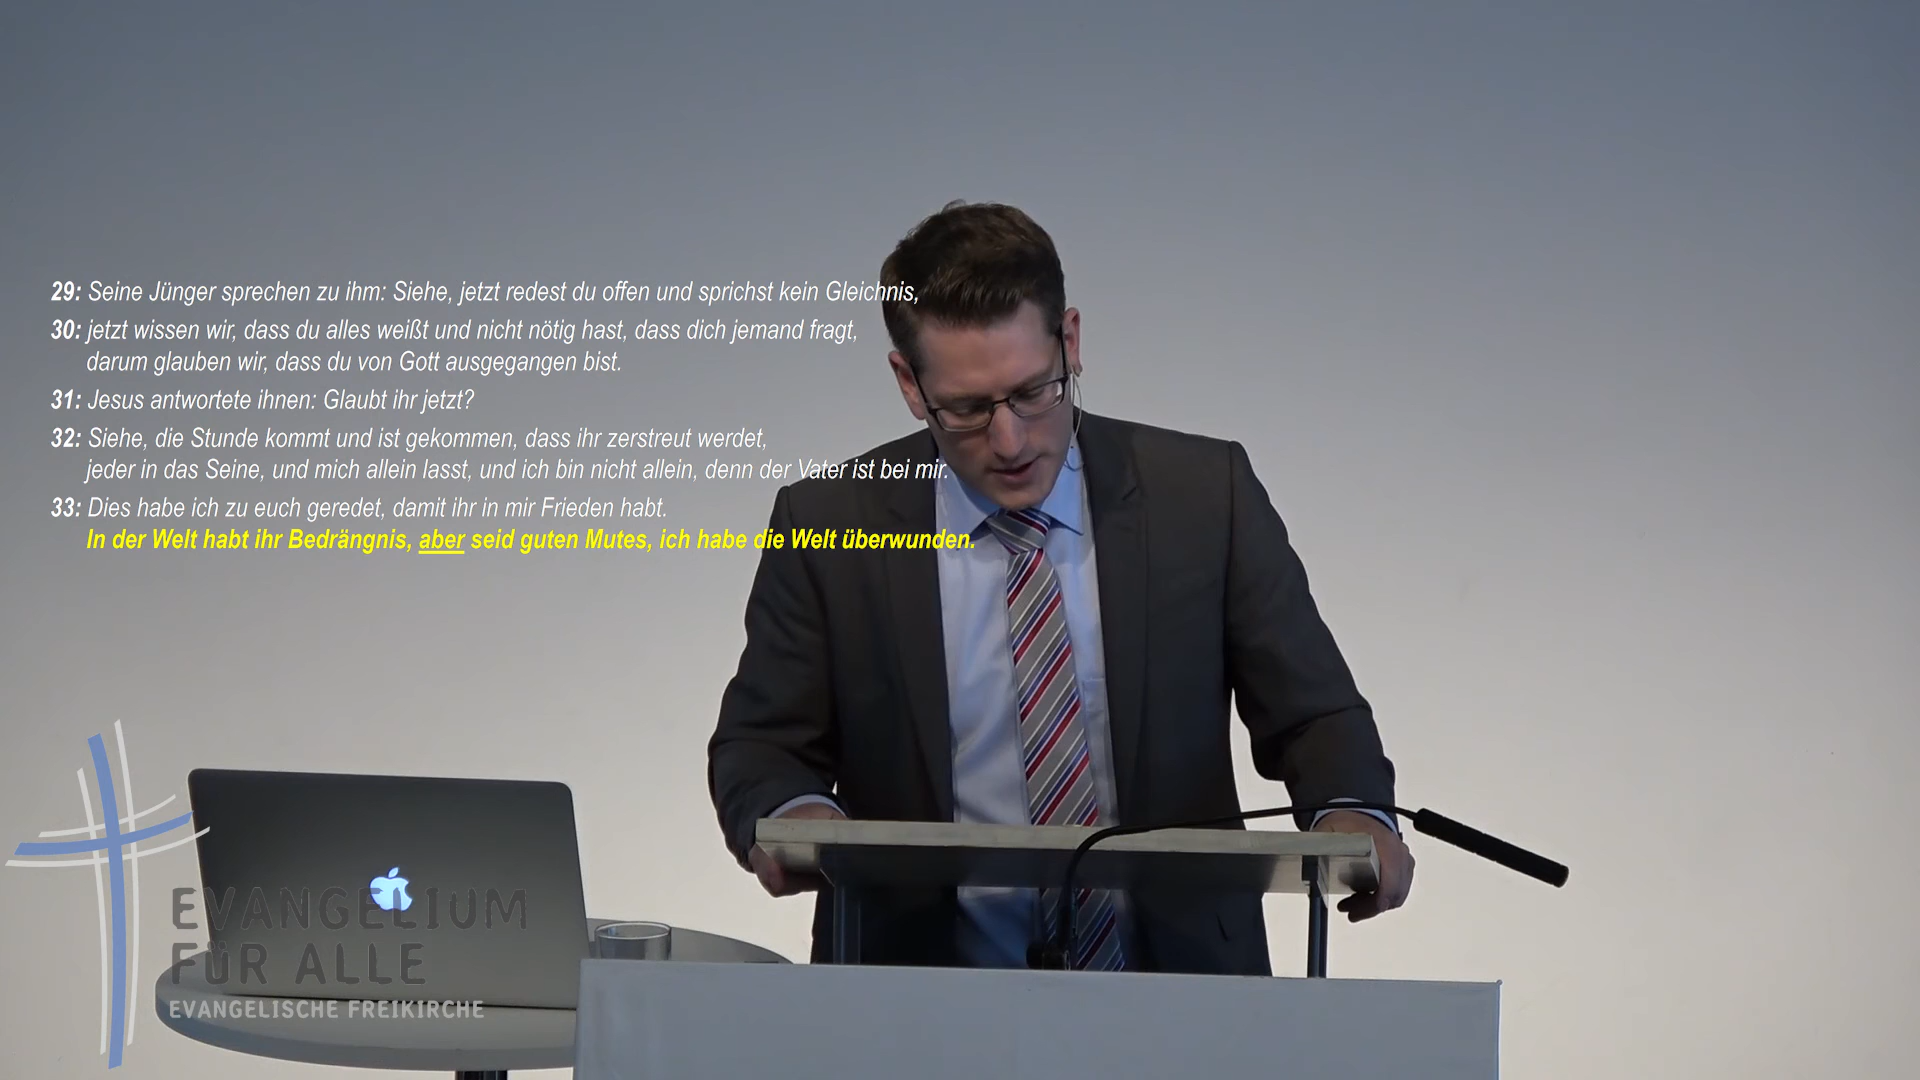 29: Seine Jünger sprechen zu ihm: Siehe, jetzt redest du offen und sprichst kein Gleichnis,
30: jetzt wissen wir, dass du alles weißt und nicht nötig hast, dass dich jemand fragt,
darum glauben wir, dass du von Gott ausgegangen bist.
31: Jesus antwortete ihnen: Glaubt ihr jetzt?
32: Siehe, die Stunde kommt und ist gekommen, dass ihr zerstreut werdet,
jeder in das Seine, und mich allein lasst, und ich bin nicht allein, denn der Vater ist bei mir.
33: Dies habe ich zu euch geredet, damit ihr in mir Frieden habt.
In der Welt habt ihr Bedrängnis, aber seid guten Mutes, ich habe die Welt überwunden.
EVANGELIUM
FÜR ALLE
EVANGELISCHE FREIKIRCHE